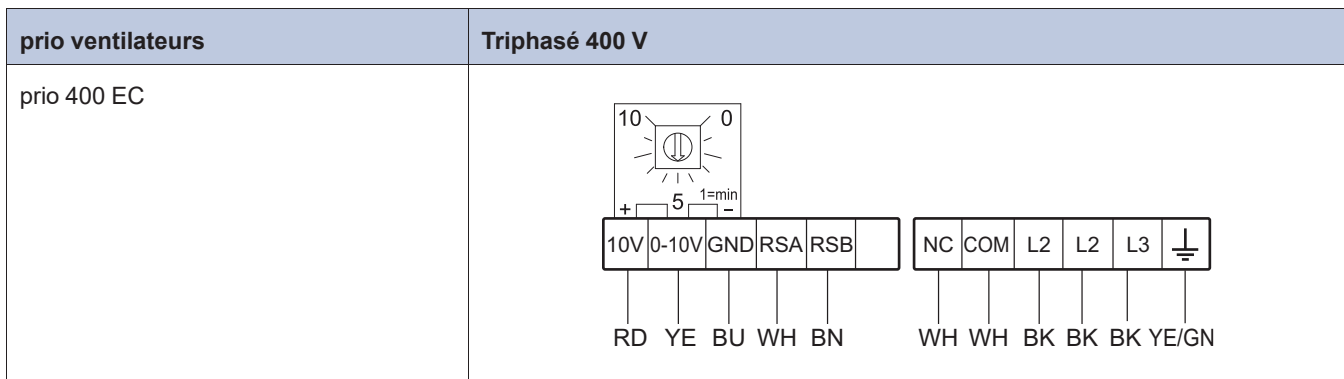 prio ventilateurs
Triphasé 400 V
prio 400 EC
10 0
5 1=min
+ -
10V 0-10V GND RSA RSB NC COM L2 L2 L3
RD YE BU WH BN WH WH BK BK BK YE/GN